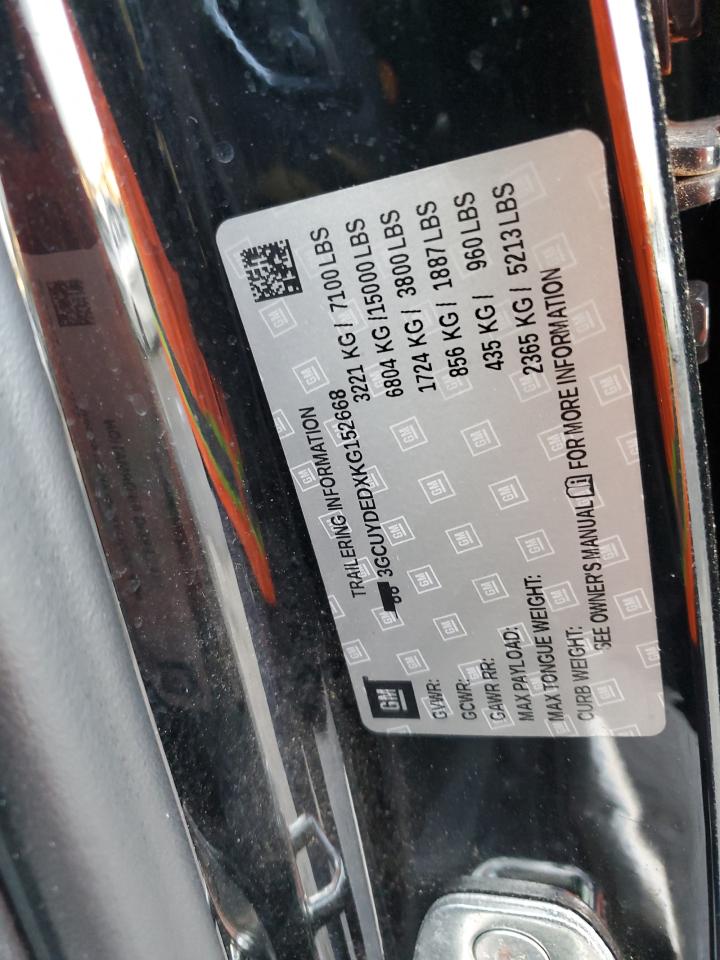 GM
TRAILERING INFORMATION
3GCUYDEDXKG152668
GVWR: 3221 KG / 7100 LBS
GCWR: 6804 KG / 15000 LBS
GAWR RR: 1724 KG / 3800 LBS
MAX PAYLOAD: 856 KG / 1887 LBS
MAX TONGUE WEIGHT: 435 KG / 960 LBS
CURB WEIGHT: 2365 KG / 5213 LBS
SEE OWNER'S MANUAL FOR MORE INFORMATION